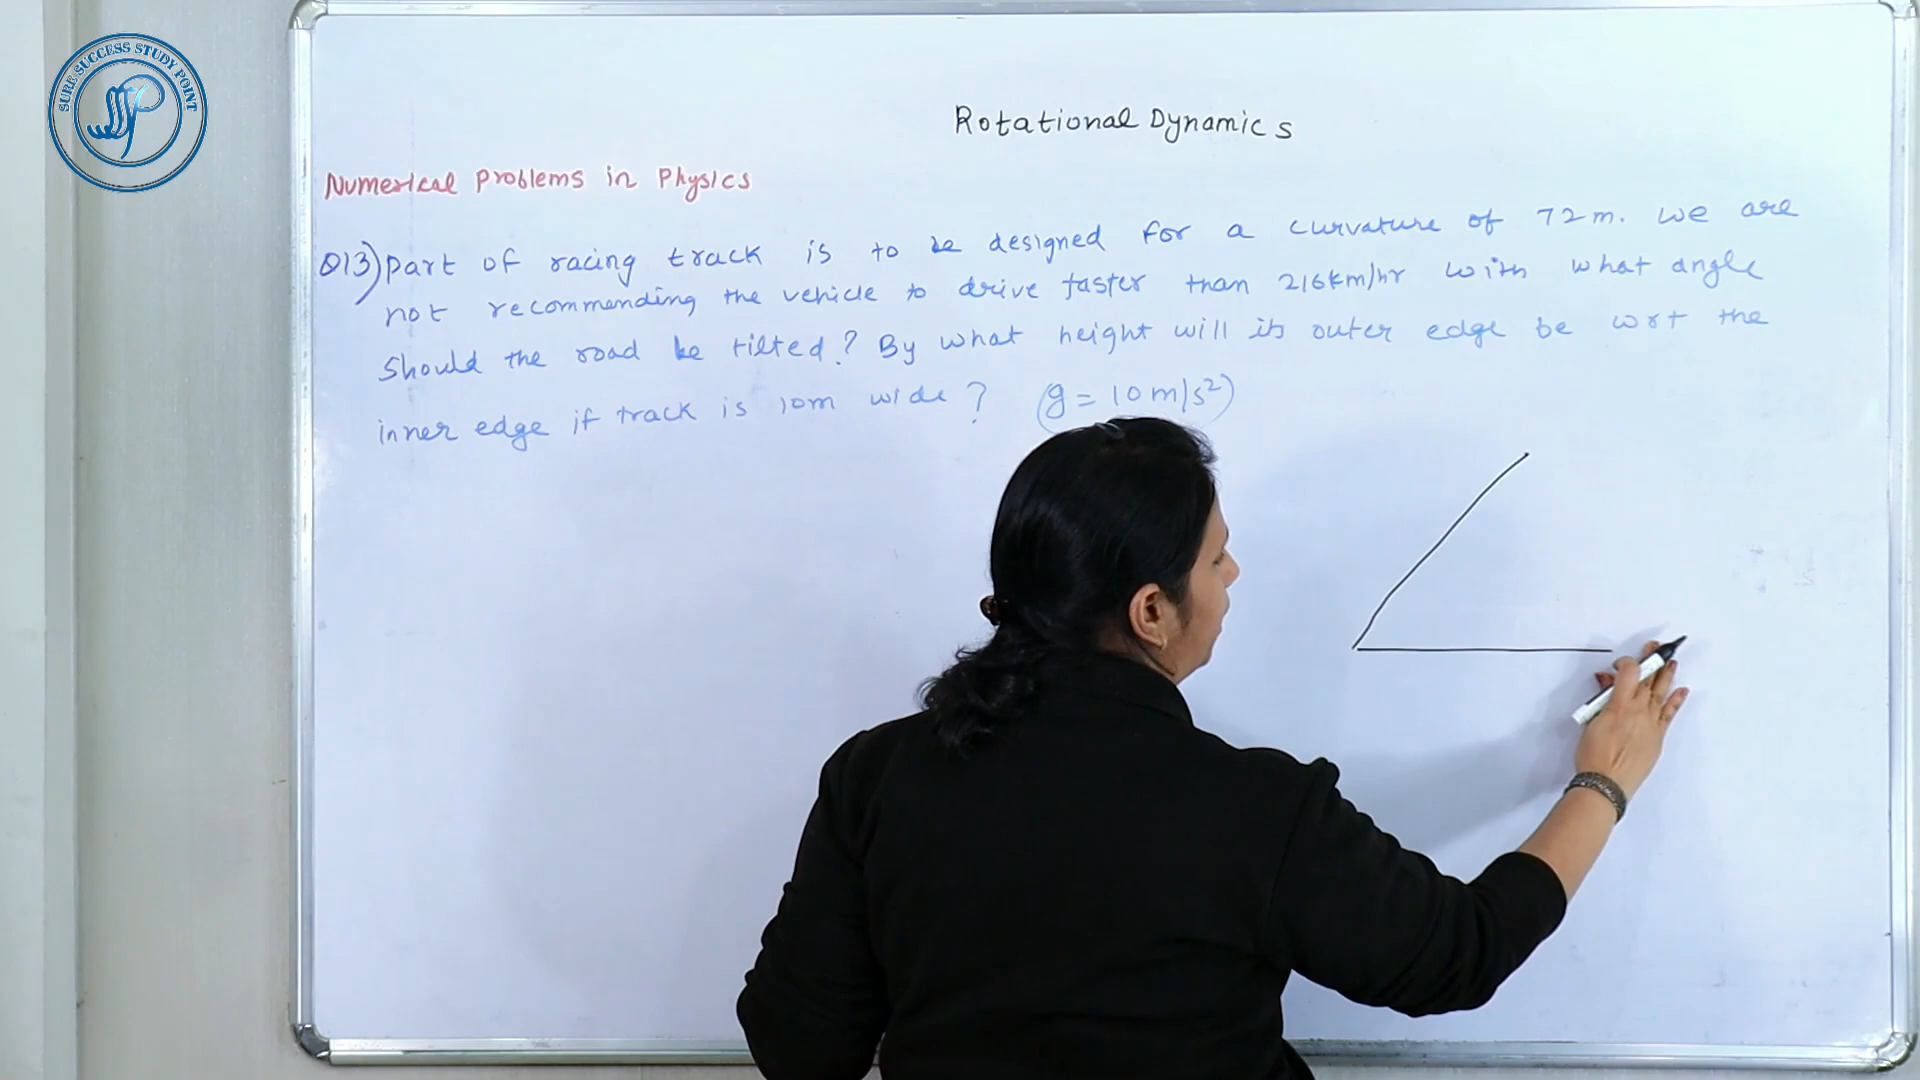 SURE SUCCESS STUDY POINT
Rotational Dynamics
Numerical Problems in Physics
Q13) Part of racing track is to be designed for a curvature of 72m. We are
not recommending the vehicle to drive faster than 216km/hr with what angle
should the road be tilted? By what height will its outer edge be wrt the
inner edge if track is 10m wide? (g = 10m/s²)